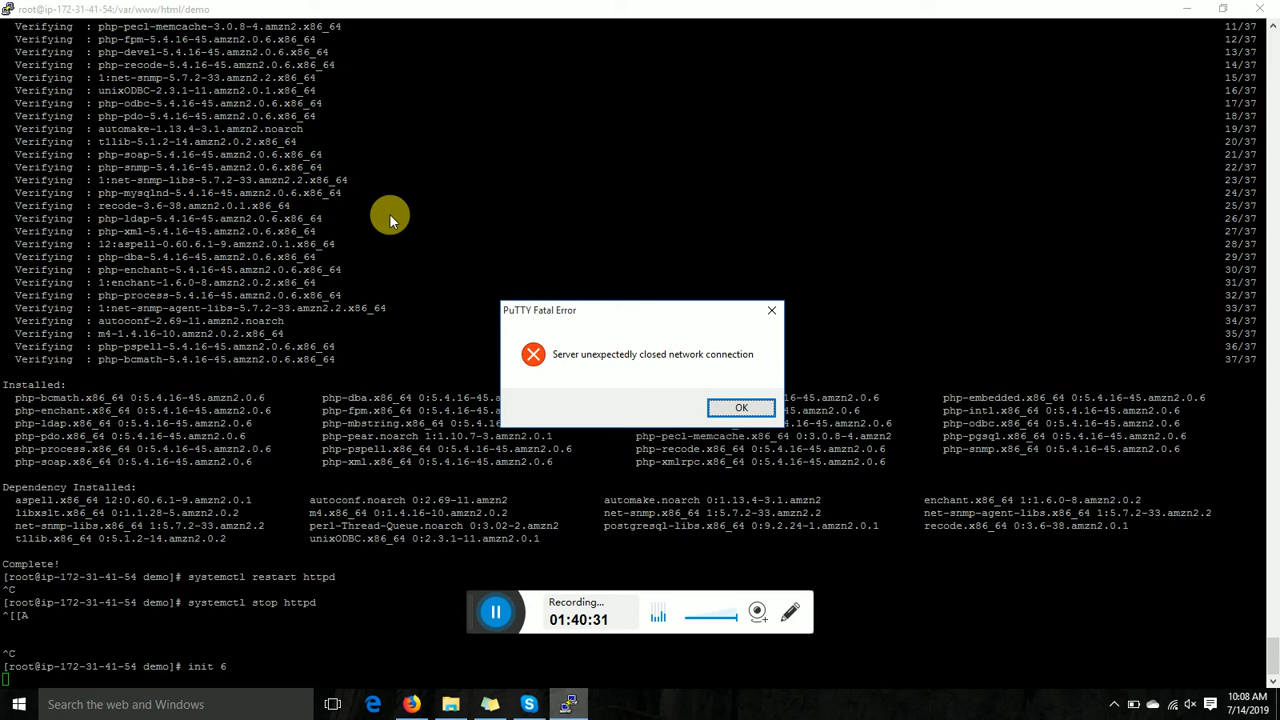 root@ip-172-31-41-54:/var/www/html/demo
Verifying : php-pecl-memcache-3.0.8-4.amzn2.x86_64 11/37
Verifying : php-fpm-5.4.16-45.amzn2.0.6.x86_64 12/37
Verifying : php-devel-5.4.16-45.amzn2.0.6.x86_64 13/37
Verifying : php-recode-5.4.16-45.amzn2.0.6.x86_64 14/37
Verifying : 1:net-snmp-5.7.2-33.amzn2.2.x86_64 15/37
Verifying : unixODBC-2.3.1-11.amzn2.0.1.x86_64 16/37
Verifying : php-odbc-5.4.16-45.amzn2.0.6.x86_64 17/37
Verifying : php-pdo-5.4.16-45.amzn2.0.6.x86_64 18/37
Verifying : automake-1.13.4-3.1.amzn2.noarch 19/37
Verifying : t1lib-5.1.2-14.amzn2.0.2.x86_64 20/37
Verifying : php-soap-5.4.16-45.amzn2.0.6.x86_64 21/37
Verifying : php-snmp-5.4.16-45.amzn2.0.6.x86_64 22/37
Verifying : 1:net-snmp-libs-5.7.2-33.amzn2.2.x86_64 23/37
Verifying : php-mysqlnd-5.4.16-45.amzn2.0.6.x86_64 24/37
Verifying : recode-3.6-38.amzn2.0.1.x86_64 25/37
Verifying : php-ldap-5.4.16-45.amzn2.0.6.x86_64 26/37
Verifying : php-xml-5.4.16-45.amzn2.0.6.x86_64 27/37
Verifying : 12:aspell-0.60.6.1-9.amzn2.0.1.x86_64 28/37
Verifying : php-dba-5.4.16-45.amzn2.0.6.x86_64 29/37
Verifying : php-enchant-5.4.16-45.amzn2.0.6.x86_64 30/37
Verifying : 1:enchant-1.6.0-8.amzn2.0.2.x86_64 31/37
Verifying : php-process-5.4.16-45.amzn2.0.6.x86_64 32/37
Verifying : 1:net-snmp-agent-libs-5.7.2-33.amzn2.2.x86_64 33/37
Verifying : autoconf-2.69-11.amzn2.noarch 34/37
Verifying : m4-1.4.16-10.amzn2.0.2.x86_64 35/37
Verifying : php-pspell-5.4.16-45.amzn2.0.6.x86_64 36/37
Verifying : php-bcmath-5.4.16-45.amzn2.0.6.x86_64 37/37
PuTTY Fatal Error
Server unexpectedly closed network connection
OK
Installed:
php-bcmath.x86_64 0:5.4.16-45.amzn2.0.6 php-dba.x86_64 0:5.4.16-45.a php-embedded.x86_64 0:5.4.16-45.amzn2.0.6
php-enchant.x86_64 0:5.4.16-45.amzn2.0.6 php-fpm.x86_64 0:5.4.16-45.a .16-45.amzn2.0.6 php-intl.x86_64 0:5.4.16-45.amzn2.0.6
php-ldap.x86_64 0:5.4.16-45.amzn2.0.6 php-mbstring.x86_64 0:5.4.16-45.amzn2.0.6 php-odbc.x86_64 0:5.4.16-45.amzn2.0.6
php-pdo.x86_64 0:5.4.16-45.amzn2.0.6 php-pear.noarch 1:1.10.7-3.amzn2.0.1 php-pecl-memcache.x86_64 0:3.0.8-4.amzn2 php-pgsql.x86_64 0:5.4.16-45.amzn2.0.6
php-process.x86_64 0:5.4.16-45.amzn2.0.6 php-pspell.x86_64 0:5.4.16-45.amzn2.0.6 php-recode.x86_64 0:5.4.16-45.amzn2.0.6 php-snmp.x86_64 0:5.4.16-45.amzn2.0.6
php-soap.x86_64 0:5.4.16-45.amzn2.0.6 php-xml.x86_64 0:5.4.16-45.amzn2.0.6 php-xmlrpc.x86_64 0:5.4.16-45.amzn2.0.6
Dependency Installed:
aspell.x86_64 12:0.60.6.1-9.amzn2.0.1 autoconf.noarch 0:2.69-11.amzn2 automake.noarch 0:1.13.4-3.1.amzn2 enchant.x86_64 1:1.6.0-8.amzn2.0.2
libxslt.x86_64 0:1.1.28-5.amzn2.0.2 m4.x86_64 0:1.4.16-10.amzn2.0.2 net-snmp.x86_64 1:5.7.2-33.amzn2.2 net-snmp-agent-libs.x86_64 1:5.7.2-33.amzn2.2
net-snmp-libs.x86_64 1:5.7.2-33.amzn2.2 perl-Thread-Queue.noarch 0:3.02-2.amzn2 postgresql-libs.x86_64 0:9.2.24-1.amzn2.0.1 recode.x86_64 0:3.6-38.amzn2.0.1
t1lib.x86_64 0:5.1.2-14.amzn2.0.2 unixODBC.x86_64 0:2.3.1-11.amzn2.0.1
Complete!
[root@ip-172-31-41-54 demo]# systemctl restart httpd
^C
[root@ip-172-31-41-54 demo]# systemctl stop httpd
^[[A
^C
[root@ip-172-31-41-54 demo]# init 6
Recording...
01:40:31
Search the web and Windows
10:08 AM
7/14/2019